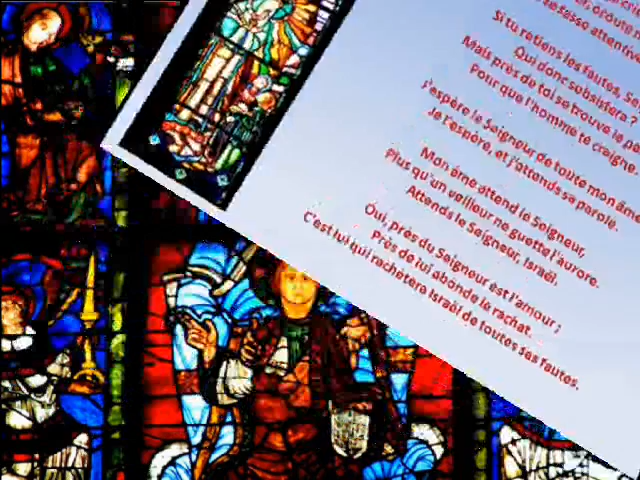 écoute
fasse attentive
Si tu retiens les fautes,
Qui donc subsistera ?
Mais près de toi se trouve le
Pour que l'homme te craigne.
J'espère le Seigneur de toute mon âme
Je l'espère, et j'attends sa parole.
Mon âme attend le Seigneur,
Plus qu'un veilleur ne guette l'aurore.
Attends le Seigneur, Israël.
Oui, près du Seigneur est l'amour ;
Près de lui abonde le rachat.
C'est lui qui rachètera Israël de toutes ses fautes.